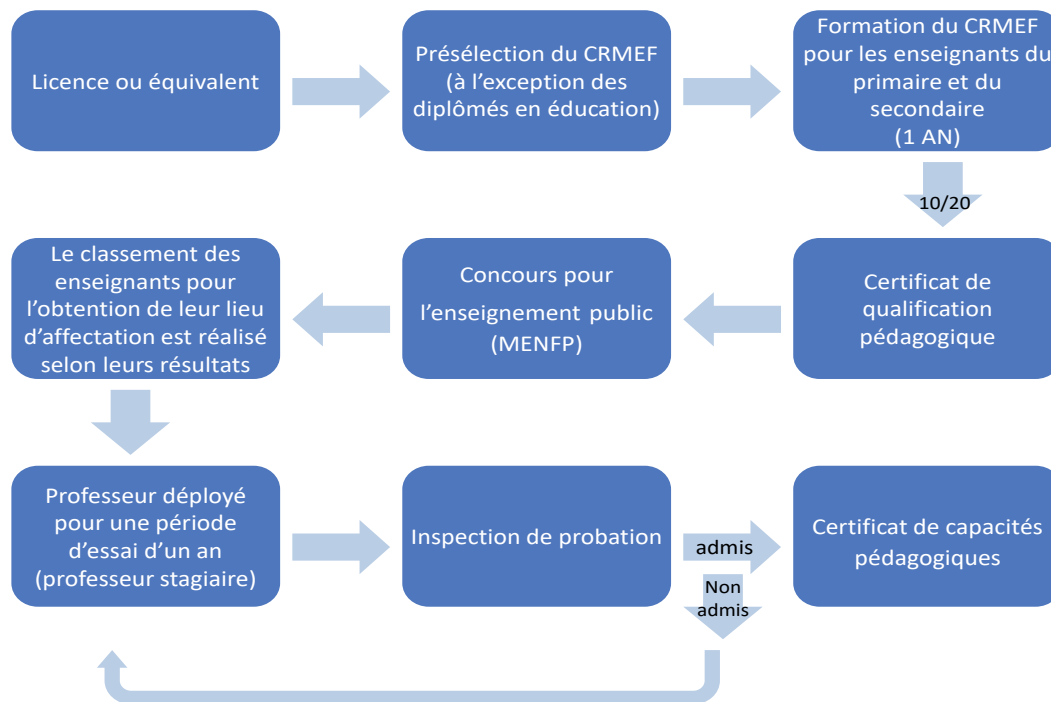 Licence ou équivalent
Présélection du CRMEF
(à l’exception des
diplômés en éducation)
Formation du CRMEF
pour les enseignants du
primaire et du
secondaire
(1 AN)
10/20
Certificat de
qualification
pédagogique
Concours pour
l’enseignement public
(MENFP)
Le classement des
enseignants pour
l’obtention de leur lieu
d’affectation est réalisé
selon leurs résultats
Professeur déployé
pour une période
d’essai d’un an
(professeur stagiaire)
Inspection de probation
admis
Non
admis
Certificat de capacités
pédagogiques